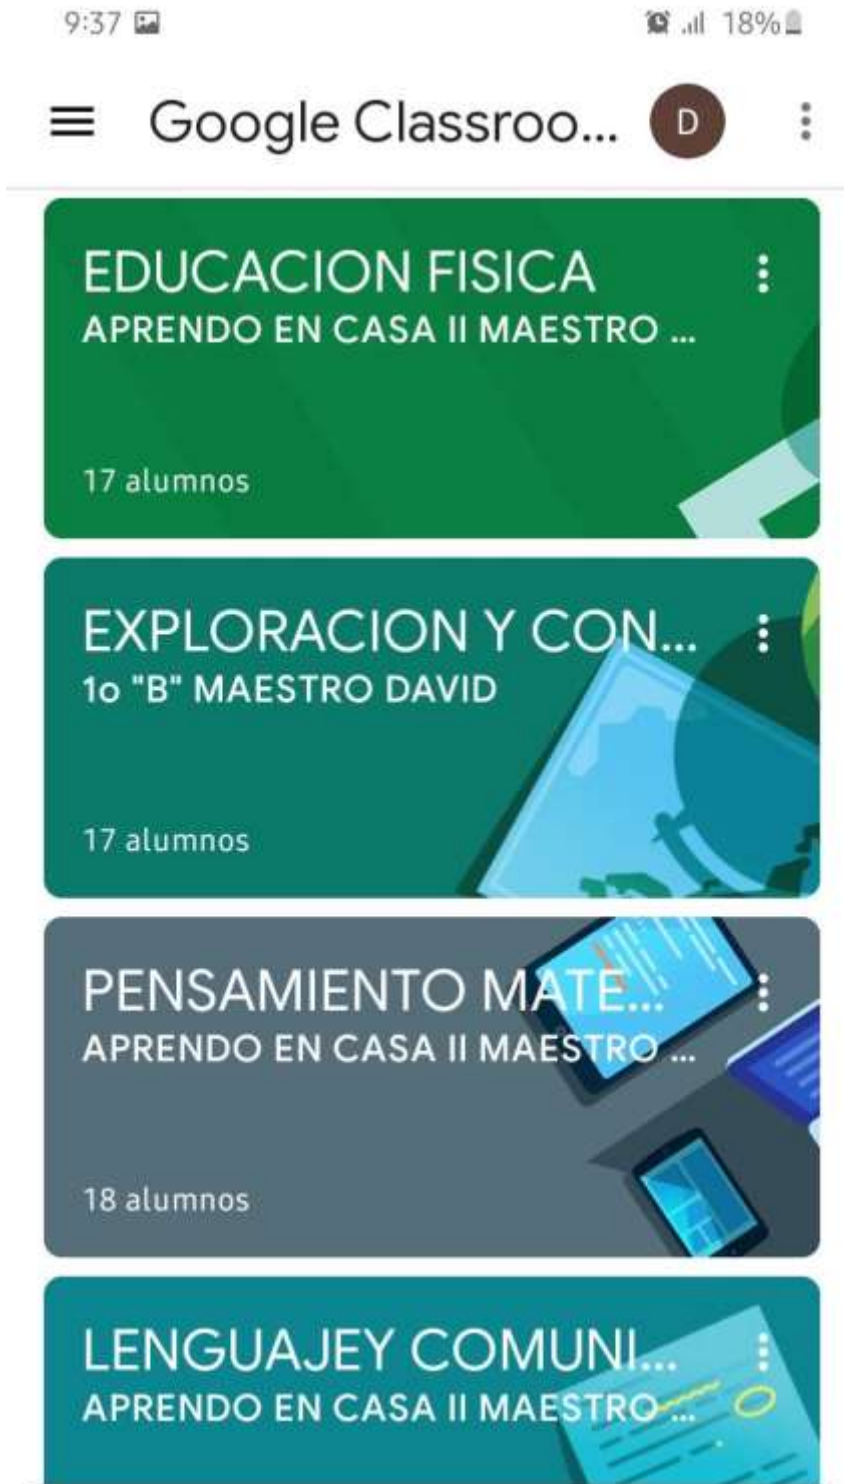 9:37 18%
Google Classroo... D
EDUCACION FISICA
APRENDO EN CASA II MAESTRO ...
17 alumnos
EXPLORACION Y CON...
1o "B" MAESTRO DAVID
17 alumnos
PENSAMIENTO MATE...
APRENDO EN CASA II MAESTRO ...
18 alumnos
LENGUAJEY COMUNI...
APRENDO EN CASA II MAESTRO ...